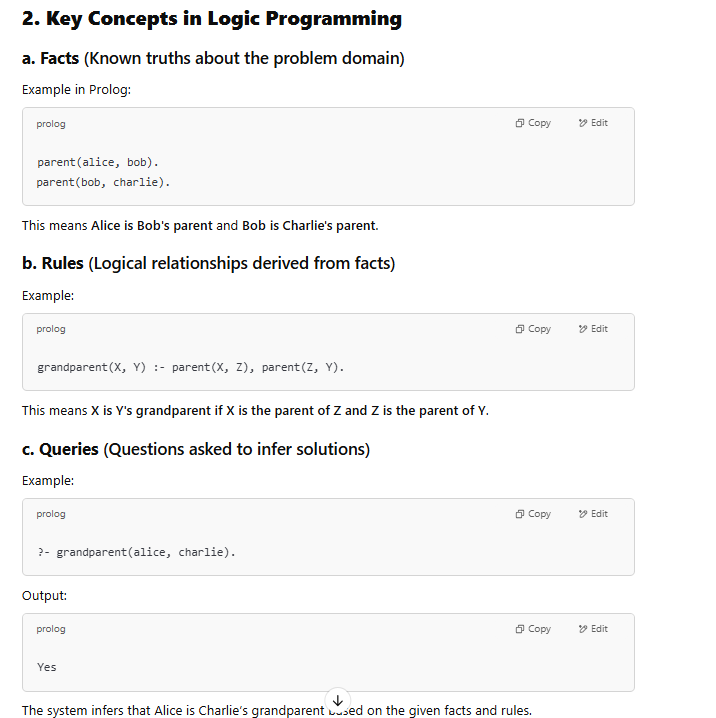 2. Key Concepts in Logic Programming
a. Facts (Known truths about the problem domain)
Example in Prolog:
prolog
Copy
Edit
parent(alice, bob).
parent(bob, charlie).
This means Alice is Bob's parent and Bob is Charlie's parent.
b. Rules (Logical relationships derived from facts)
Example:
prolog
Copy
Edit
grandparent(X, Y) :- parent(X, Z), parent(Z, Y).
This means X is Y's grandparent if X is the parent of Z and Z is the parent of Y.
c. Queries (Questions asked to infer solutions)
Example:
prolog
Copy
Edit
?- grandparent(alice, charlie).
Output:
prolog
Copy
Edit
Yes
The system infers that Alice is Charlie's grandparent based on the given facts and rules.